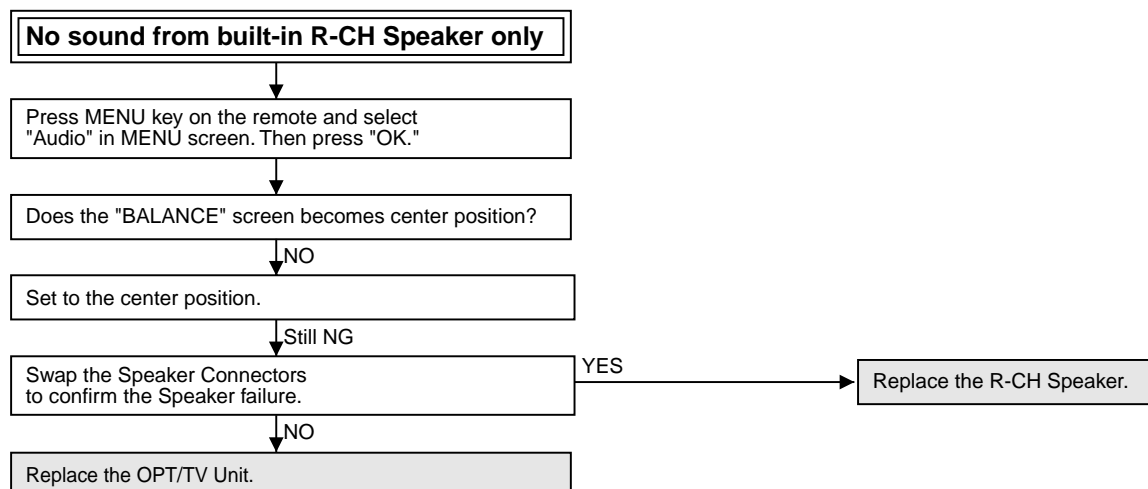 No sound from built-in R-CH Speaker only
Press MENU key on the remote and select
"Audio" in MENU screen. Then press "OK."
Does the "BALANCE" screen becomes center position?
NO
Set to the center position.
Still NG
Swap the Speaker Connectors
to confirm the Speaker failure.
YES
Replace the R-CH Speaker.
NO
Replace the OPT/TV Unit.